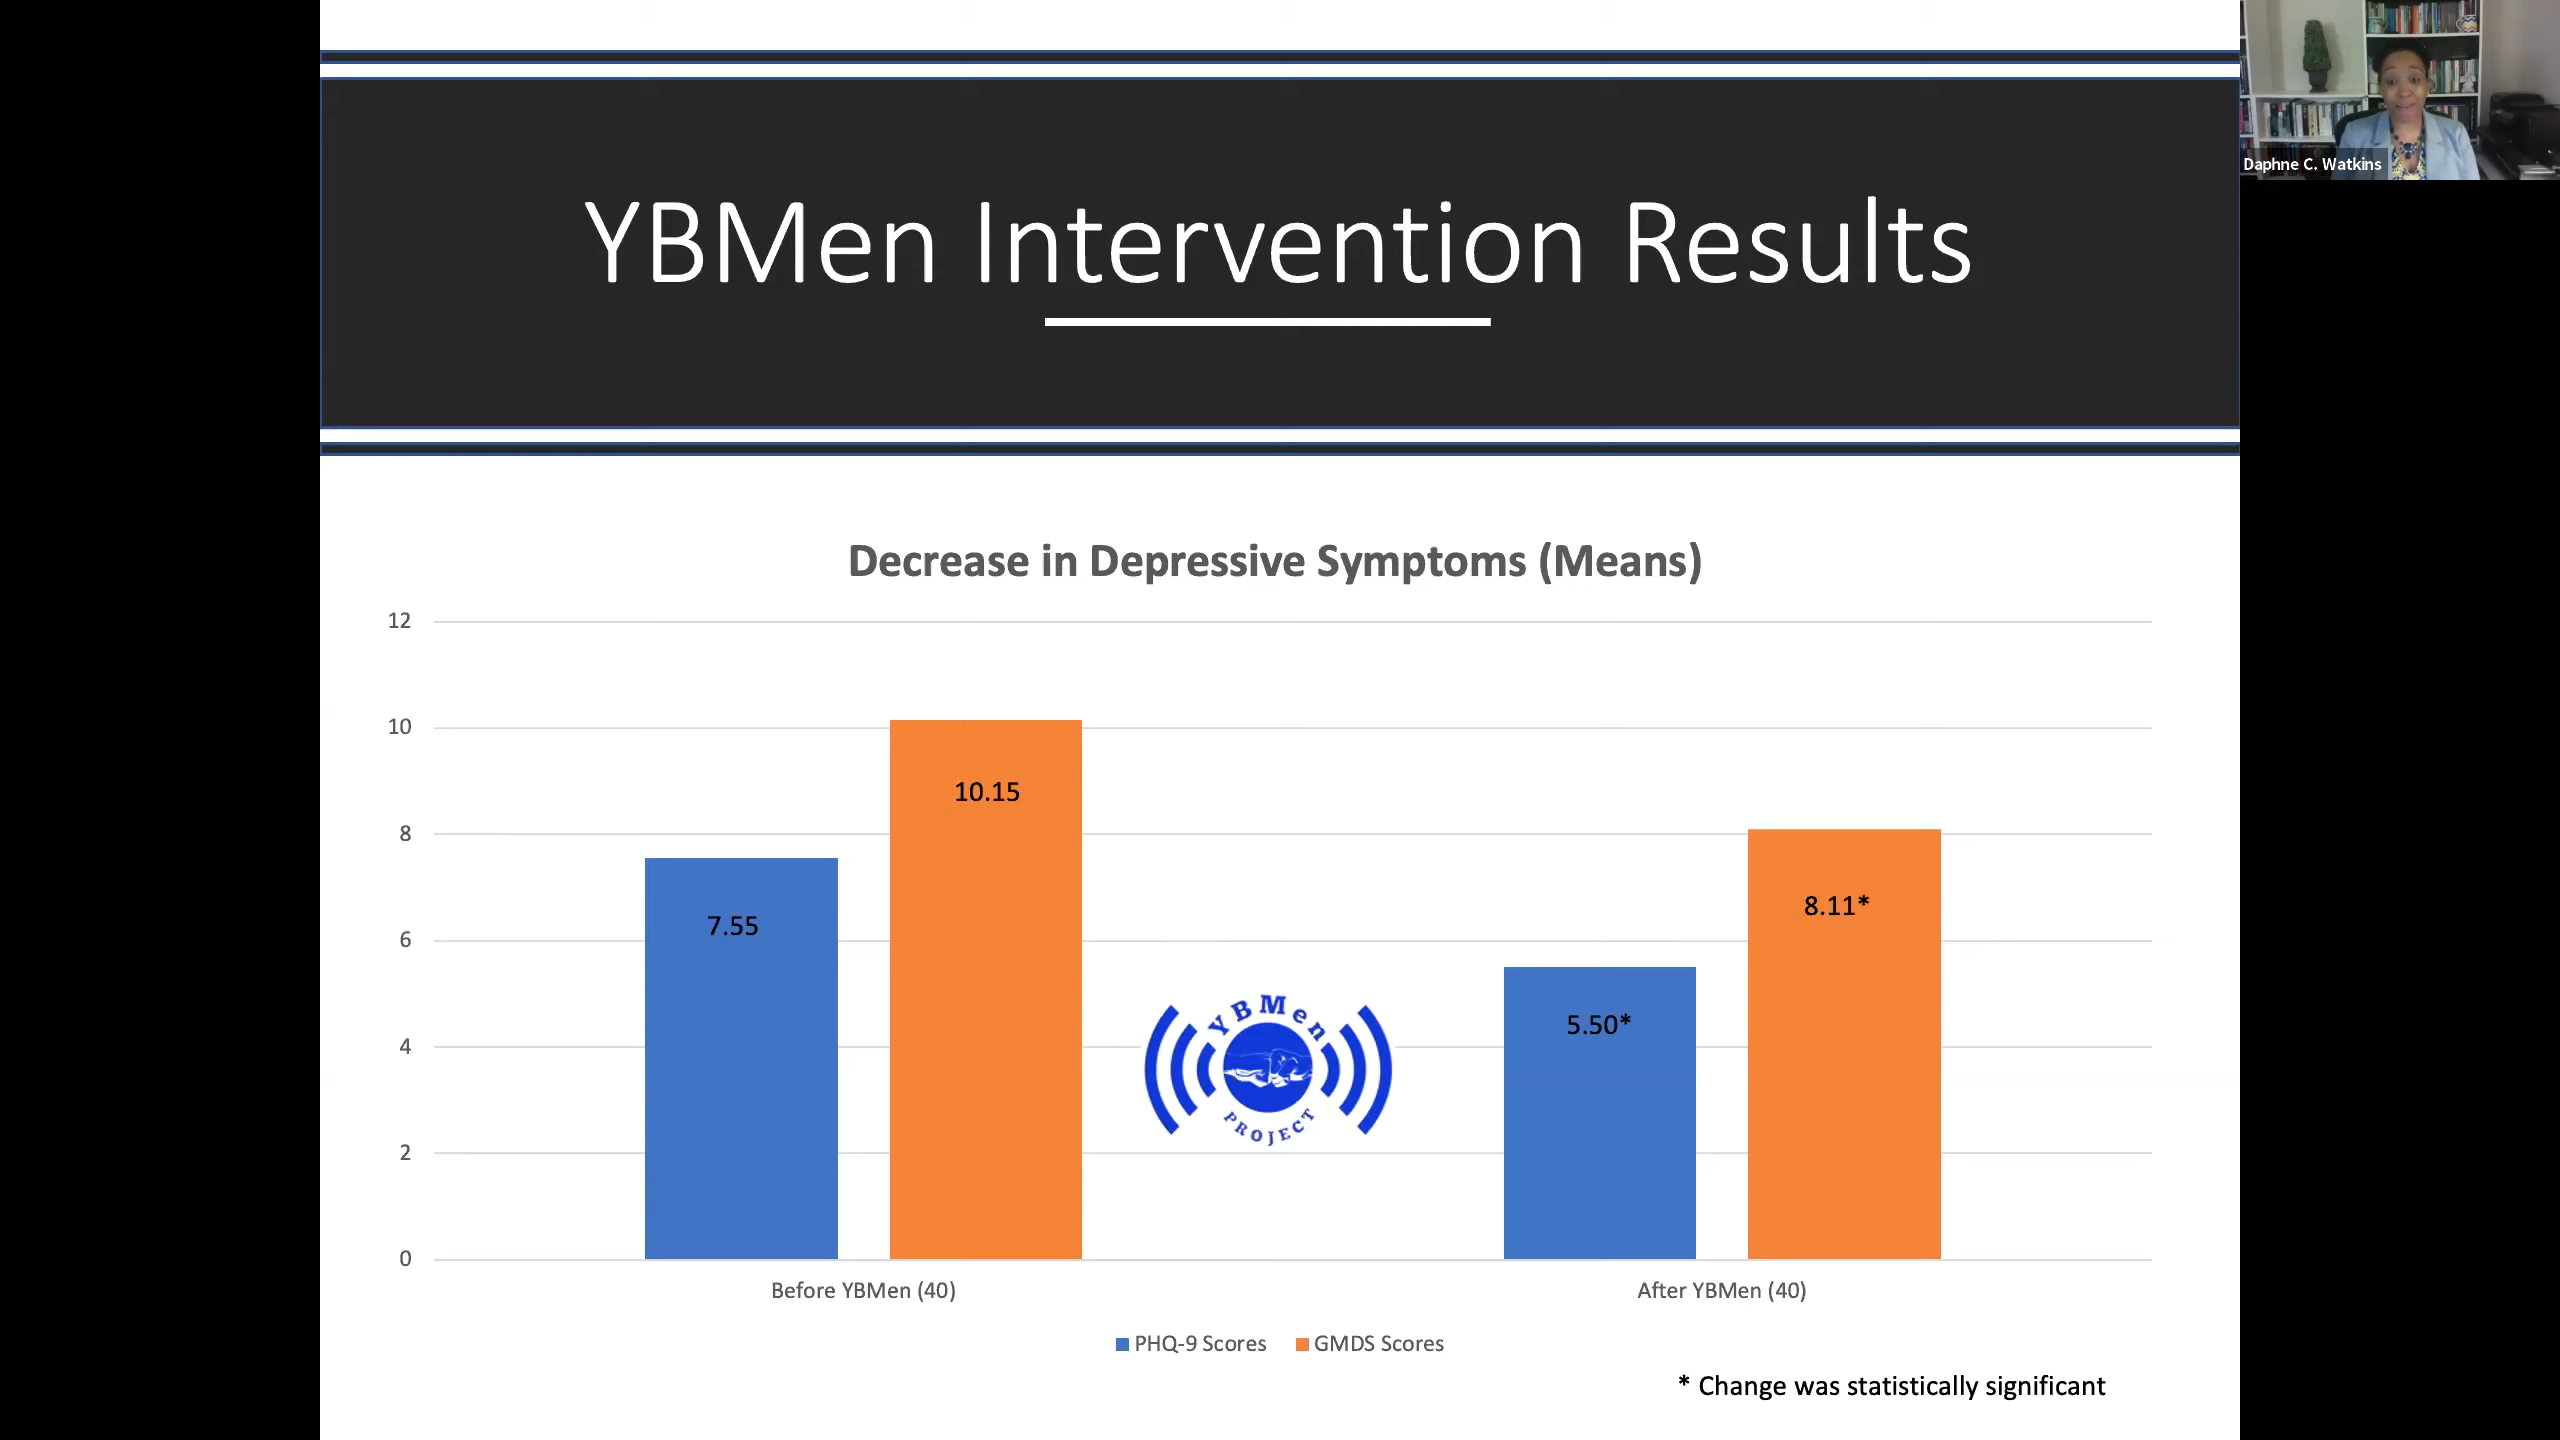 Daphne C. Watkins
YBMen Intervention Results
Decrease in Depressive Symptoms (Means)
12
10
8
6
4
2
0
7.55
10.15
5.50*
8.11*
YBMen
PROJECT
Before YBMen (40)
After YBMen (40)
PHQ-9 Scores
GMDS Scores
* Change was statistically significant